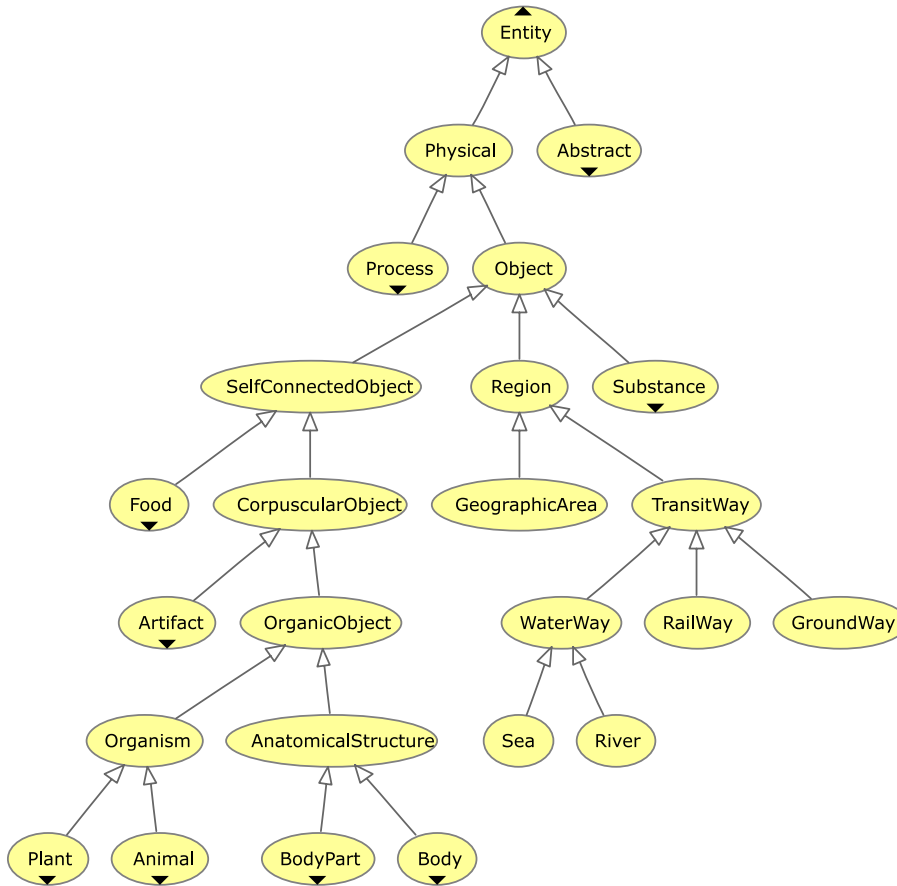 Entity
Physical
Abstract
Process
Object
SelfConnectedObject
Region
Substance
Food
CorpuscularObject
GeographicArea
TransitWay
Artifact
OrganicObject
WaterWay
RailWay
GroundWay
Organism
AnatomicalStructure
Sea
River
Plant
Animal
BodyPart
Body